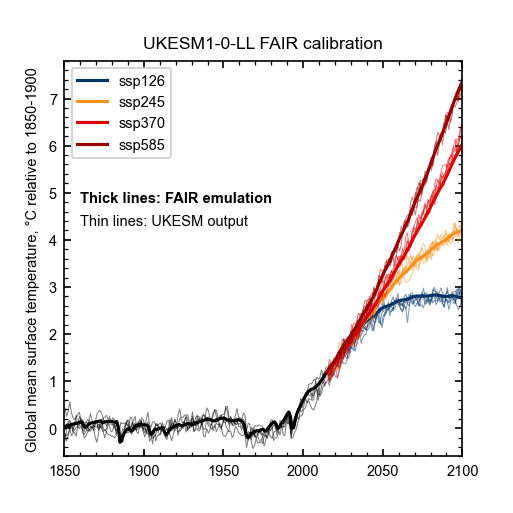 UKESM1-0-LL FAIR calibration
ssp126
ssp245
ssp370
ssp585
Thick lines: FAIR emulation
Thin lines: UKESM output
Global mean surface temperature, °C relative to 1850-1900
7
6
5
4
3
2
1
0
1850 1900 1950 2000 2050 2100